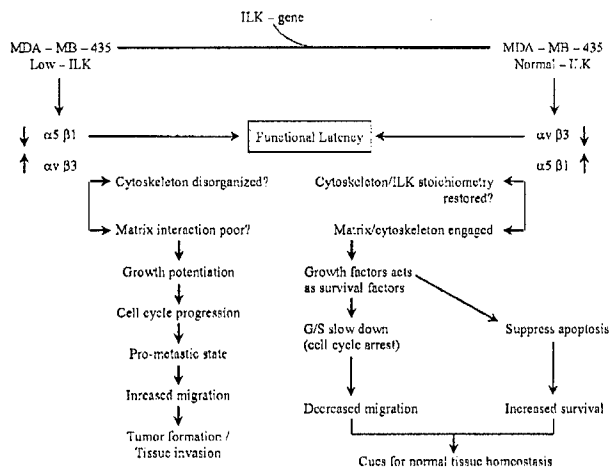 ILK – gene
MDA – MB – 435
Low – ILK
MDA – MB – 435
Normal – ILK
↓ α5 β1
↑ αv β3
Functional Latency
αv β3 ↓
α5 β1 ↑
Cytoskeleton disorganized?
Matrix interaction poor?
Growth potentiation
Cell cycle progression
Pro-metastic state
Increased migration
Tumor formation /
Tissue invasion
Cytoskeleton/ILK stoichiometry
restored?
Matrix/cytoskeleton engaged
Growth factors acts
as survival factors
G/S slow down
(cell cycle arrest)
Suppress apoptosis
Decreased migration
Increased survival
Cues for normal tissue homeostasis